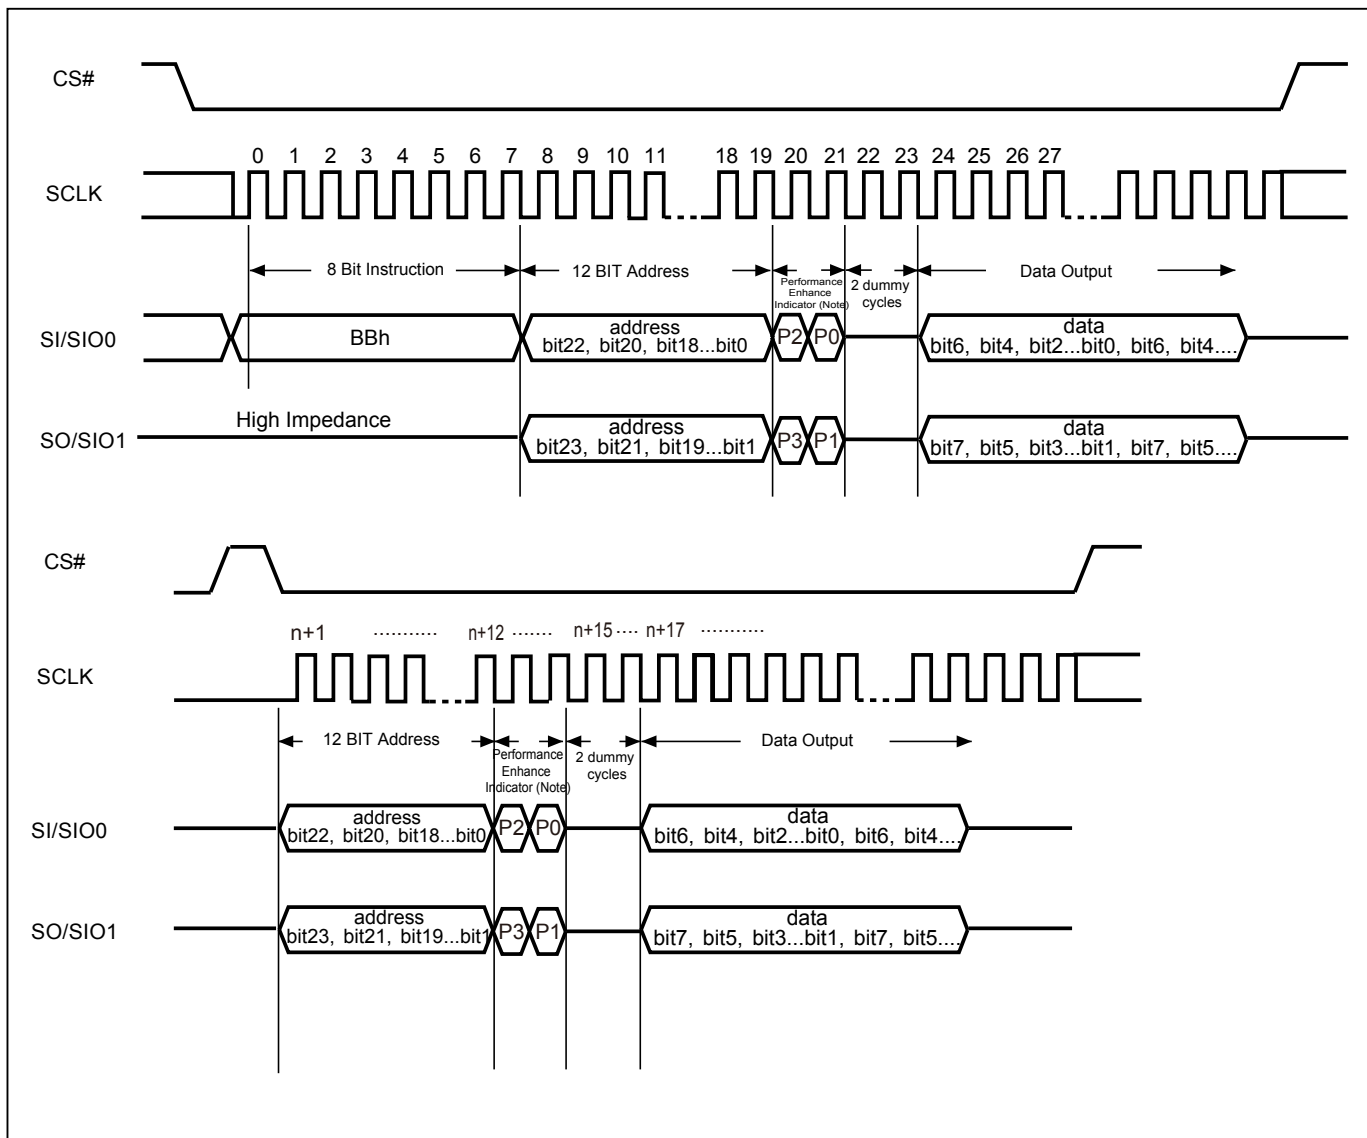 CS#
0 1 2 3 4 5 6 7 8 9 10 11 18 19 20 21 22 23 24 25 26 27
SCLK
8 Bit Instruction 12 BIT Address Performance Enhance Indicator (Note) 2 dummy cycles Data Output
SI/SIO0
BBh
address
bit22, bit20, bit18...bit0
P2 P0
data
bit6, bit4, bit2...bit0, bit6, bit4....
High Impedance
SO/SIO1
address
bit23, bit21, bit19...bit1
P3 P1
data
bit7, bit5, bit3...bit1, bit7, bit5....
CS#
n+1 ........... n+12 ....... n+15 .... n+17 ...........
SCLK
12 BIT Address Performance Enhance Indicator (Note) 2 dummy cycles Data Output
SI/SIO0
address
bit22, bit20, bit18...bit0
P2 P0
data
bit6, bit4, bit2...bit0, bit6, bit4....
SO/SIO1
address
bit23, bit21, bit19...bit1
P3 P1
data
bit7, bit5, bit3...bit1, bit7, bit5....